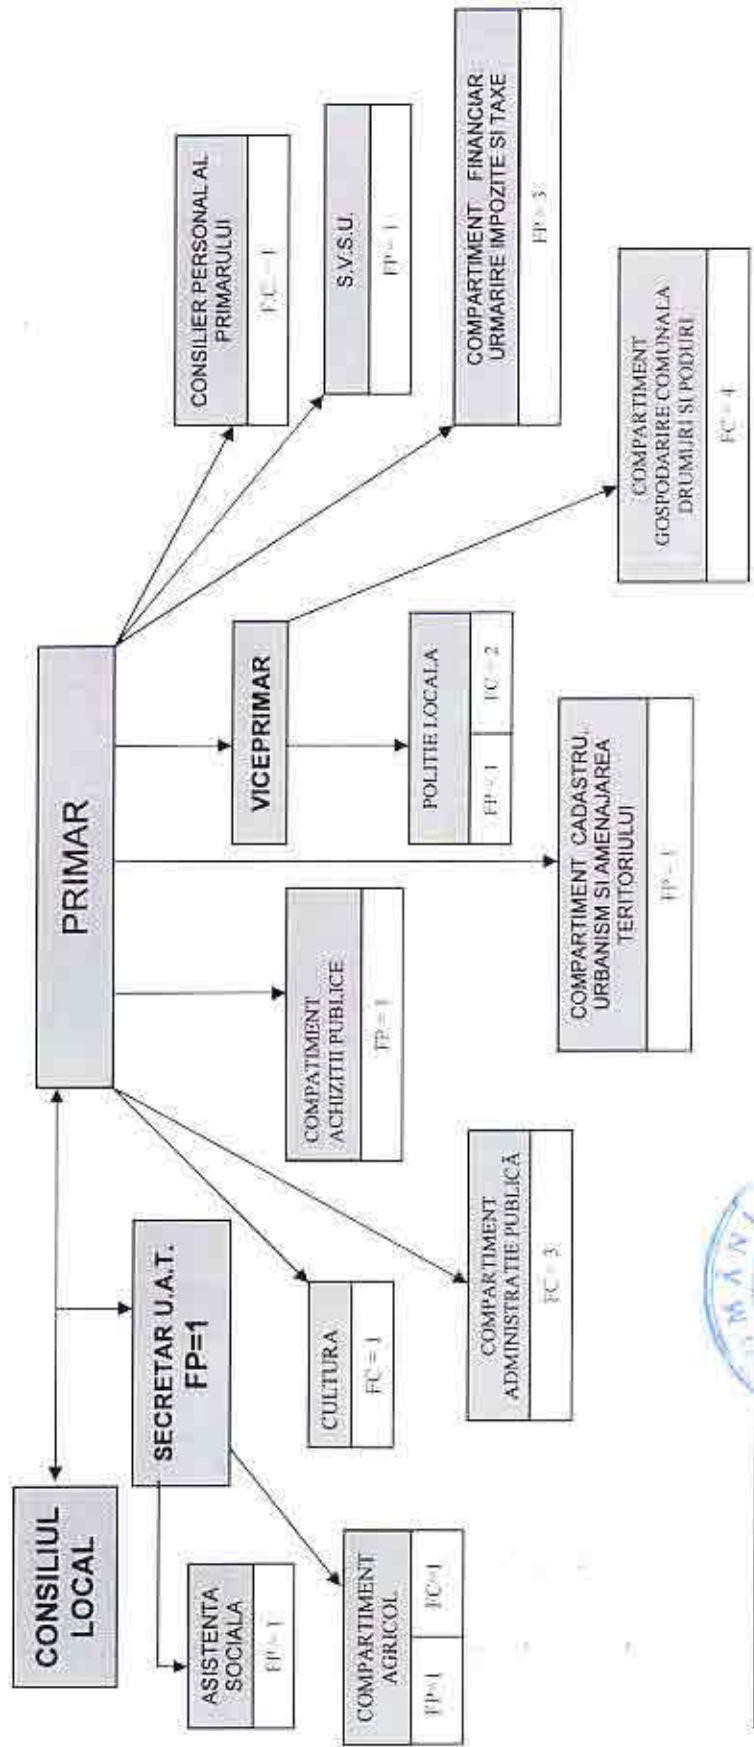 CONSILIUL
LOCAL
PRIMAR
SECRETAR U.A.T.
FP=1
ASISTENTA
SOCIALA
FP = 1
COMPARTIMENT
AGRICOL
FP=1 FC=1
CULTURA
FC = 1
COMPARTIMENT
ADMINISTRATIE PUBLICĂ
FC = 3
COMPATIMENT
ACHIZITII PUBLICE
FP = 1
COMPARTIMENT CADASTRU,
URBANISM SI AMENAJAREA
TERITORIULUI
FP = 1
VICEPRIMAR
POLITIE LOCALA
FP = 1 FC = 2
COMPARTIMENT
GOSPODARIRE COMUNALA
DRUMURI SI PODURI
FC = 4
CONSILIER PERSONAL AL
PRIMARULUI
FC = 1
S.V.S.U.
FP = 1
COMPARTIMENT FINANCIAR:
URMARIRE IMPOZITE SI TAXE
FP = 3